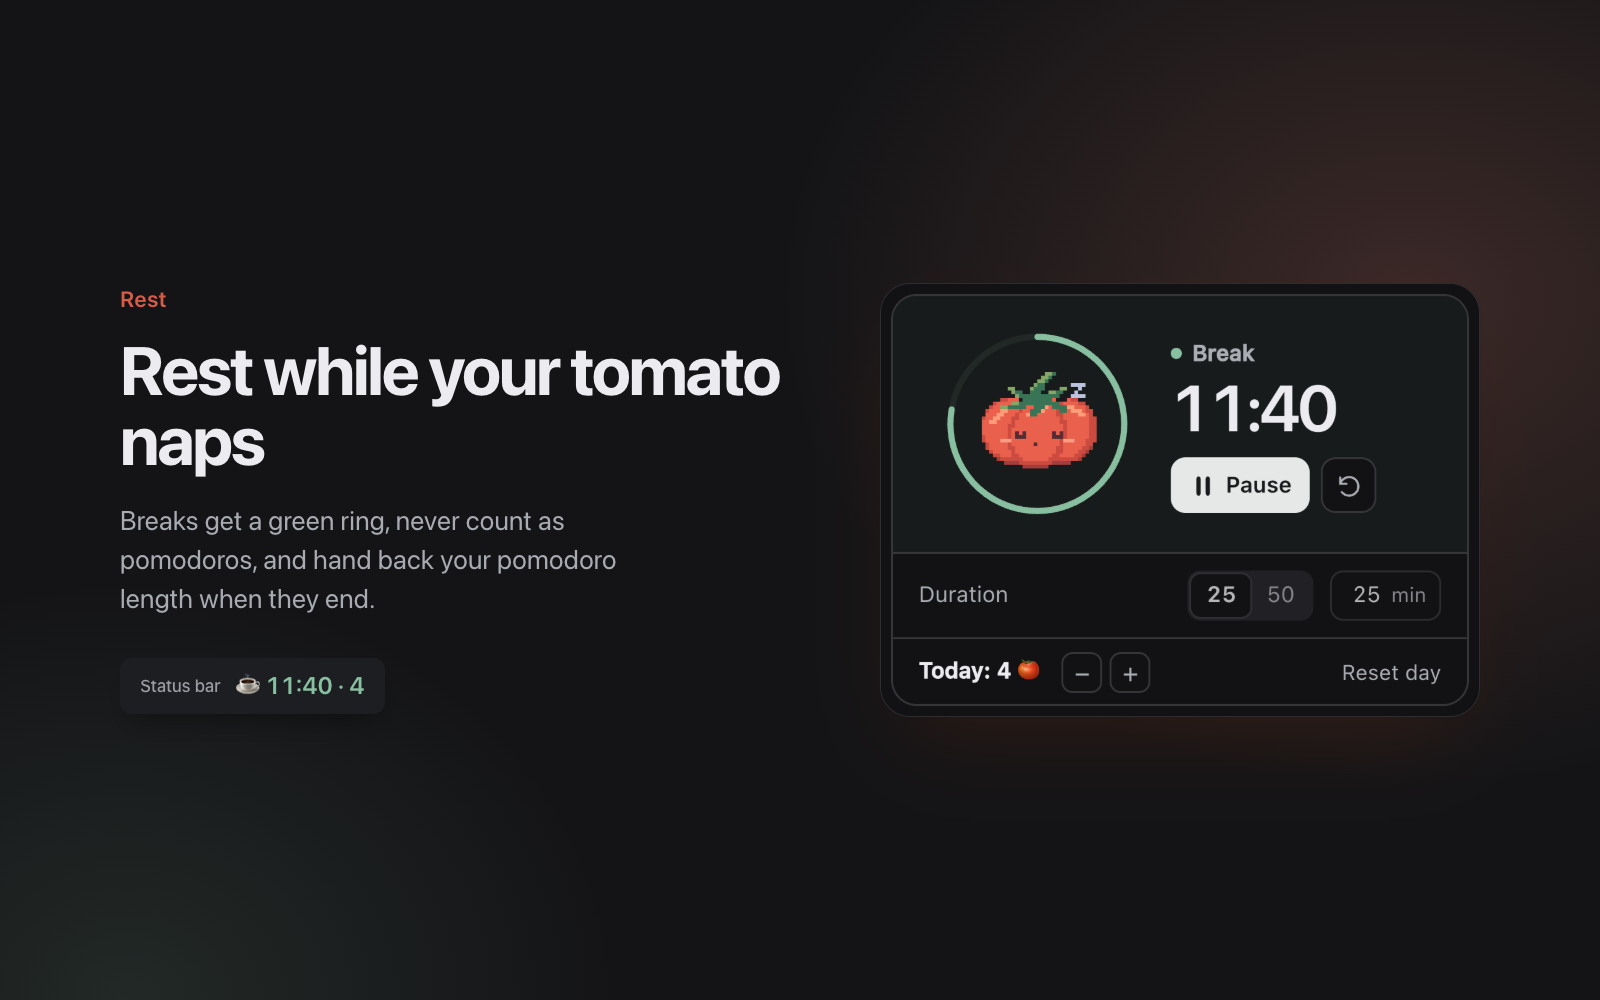 Rest
Rest while your tomato
naps
Breaks get a green ring, never count as
pomodoros, and hand back your pomodoro
length when they end.
Status bar ☕ 11:40 · 4
Break
11:40
Pause
Duration 25 50 25 min
Today: 4 🍅 − + Reset day